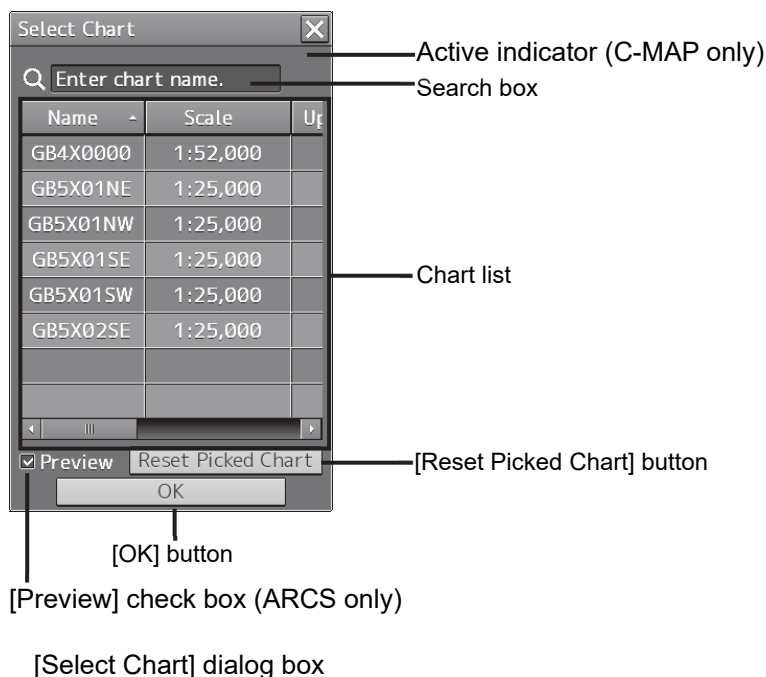 Select Chart
Active indicator (C-MAP only)
Enter chart name.
Search box
Name Scale Up
GB4X0000 1:52,000
GB5X01NE 1:25,000
GB5X01NW 1:25,000
GB5X01SE 1:25,000
Chart list
GB5X01SW 1:25,000
GB5X02SE 1:25,000
Preview Reset Picked Chart
[Reset Picked Chart] button
OK
[OK] button
[Preview] check box (ARCS only)
[Select Chart] dialog box